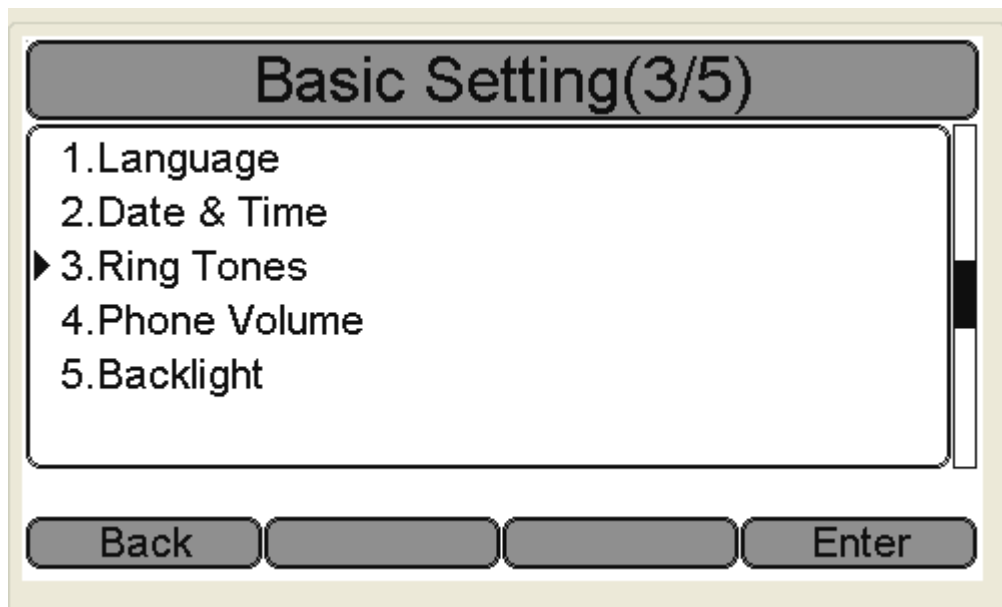 Basic Setting(3/5)
1.Language
2.Date & Time
3.Ring Tones
4.Phone Volume
5.Backlight
Back Enter